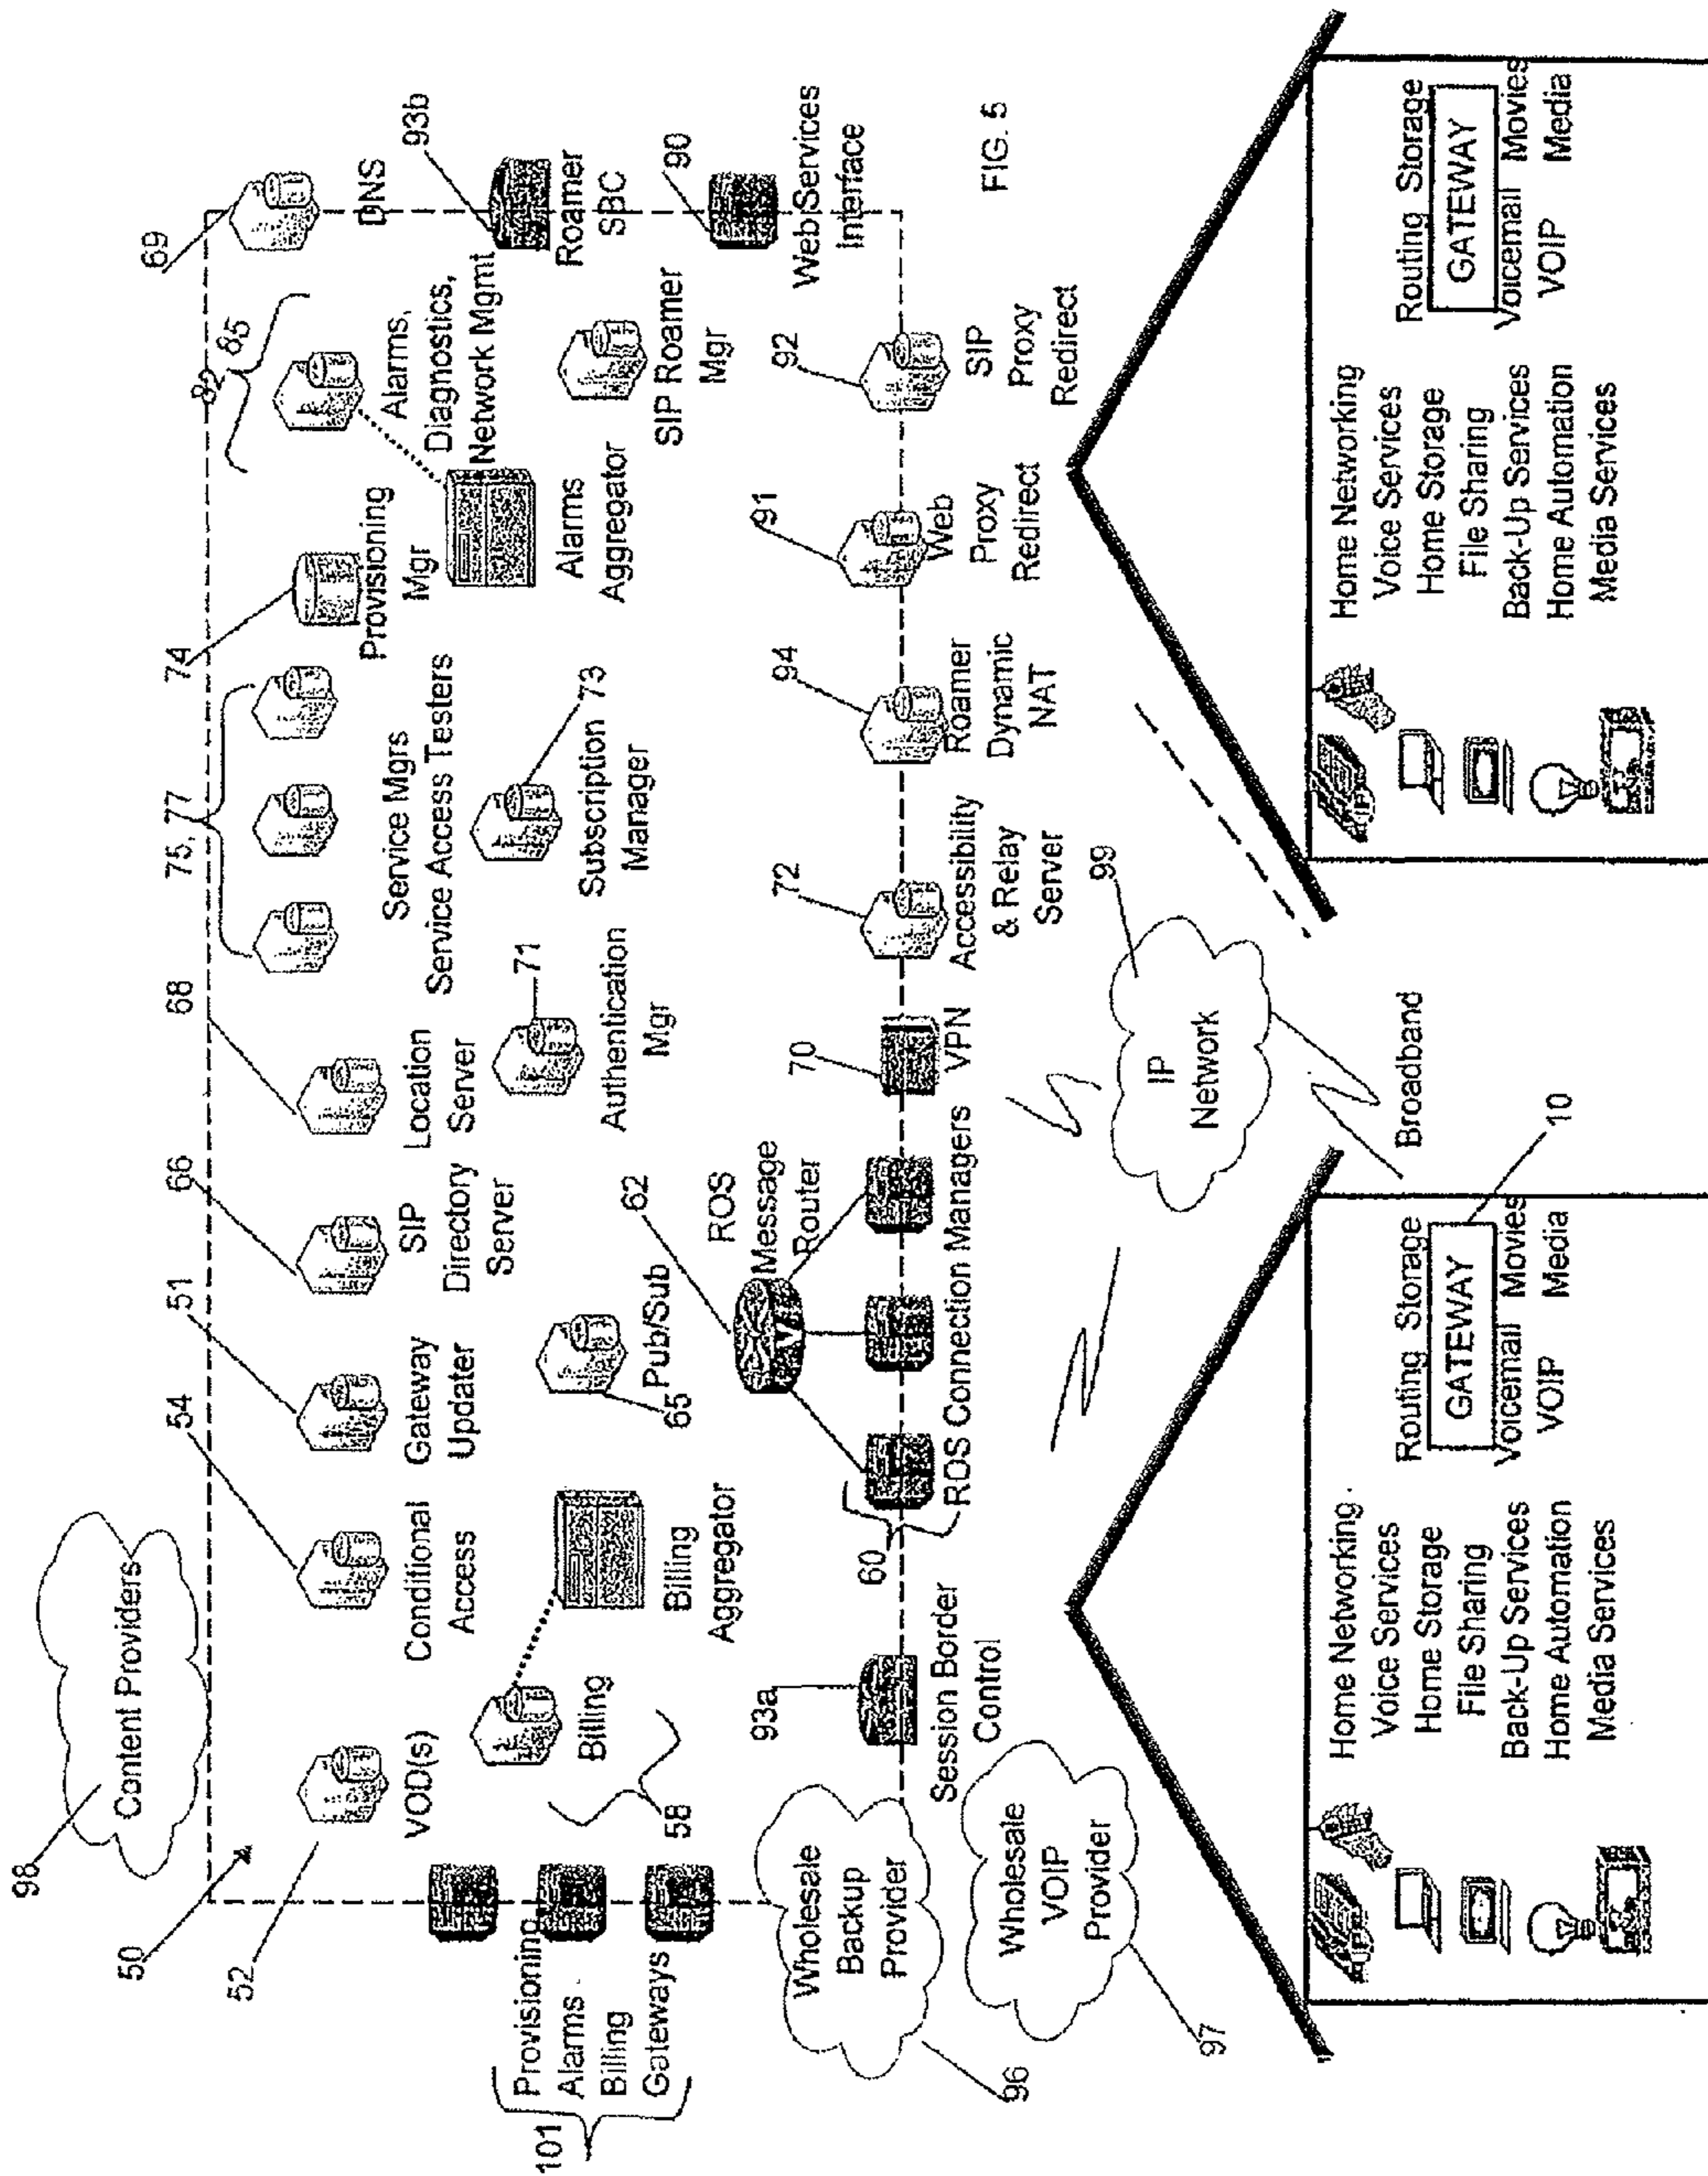 98
Content Providers
50
52
VOD(s)
54
Conditional
Access
51
Gateway
Updater
66
SIP
Directory
Server
68
Location
Server
75, 77
Service Mgrs
Service Access Testers
74
Provisioning
Mgr
82
85
Alarms,
Diagnostics,
Network Mgmt
69
DNS
101
Provisioning
Alarms
Billing
Gateways
Billing
58
Billing
Aggregator
Pub/Sub
65
71
Authentication
Mgr
73
Subscription
Manager
Alarms
Aggregator
SIP Roamer
Mgr
93b
Roamer
SBC
62
ROS
Message
Router
90
Web Services
Interface
Wholesale
Backup
Provider
96
93a
Session Border
Control
60
ROS Connection Managers
70
VPN
72
Accessibility
& Relay
Server
94
Roamer
Dynamic
NAT
91
Web
Proxy
Redirect
92
SIP
Proxy
Redirect
FIG. 5
Wholesale
VOIP
Provider
97
IP
Network
99
Broadband
10
Home Networking
Voice Services
Home Storage
File Sharing
Back-Up Services
Home Automation
Media Services
Routing Storage
GATEWAY
Voicemail Movies
VOIP Media
IP
Home Networking
Voice Services
Home Storage
File Sharing
Back-Up Services
Home Automation
Media Services
Routing Storage
GATEWAY
Voicemail Movies
VOIP Media
IP